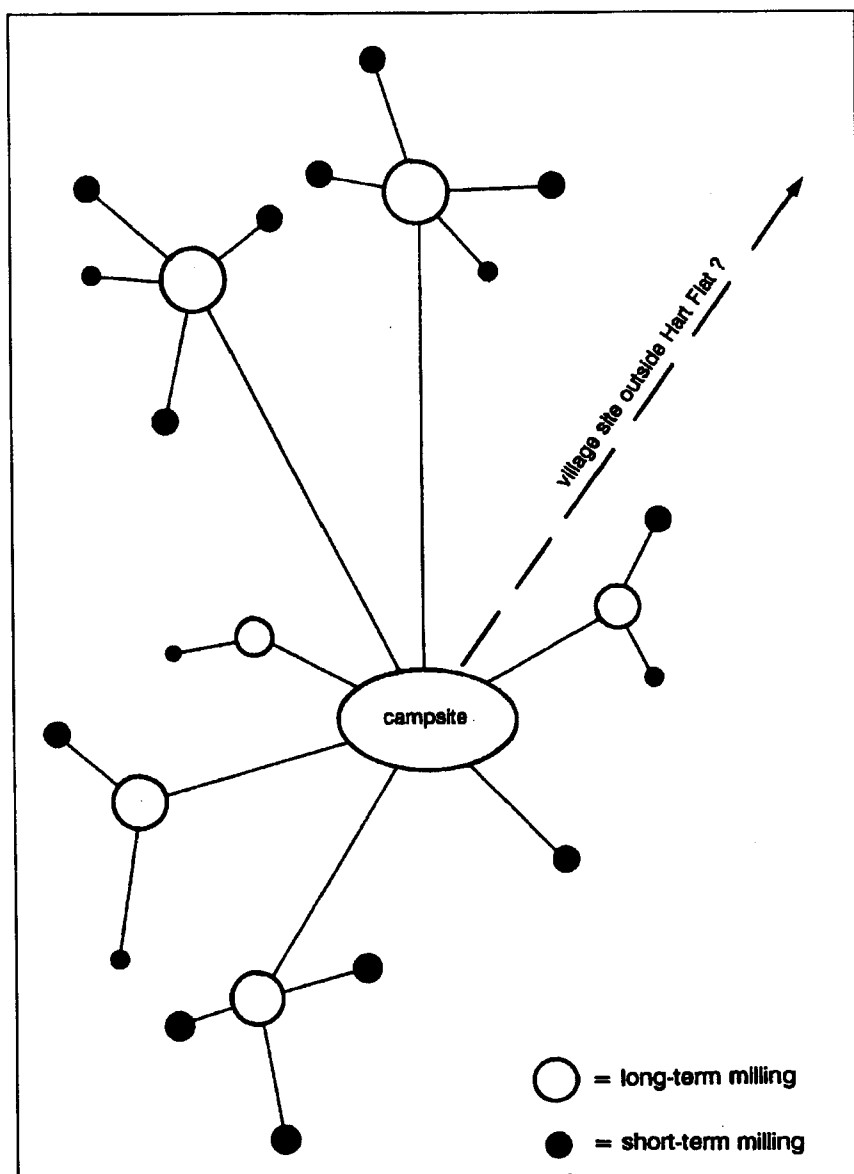 village site outside Hart Flat ?
campsite
= long-term milling
= short-term milling